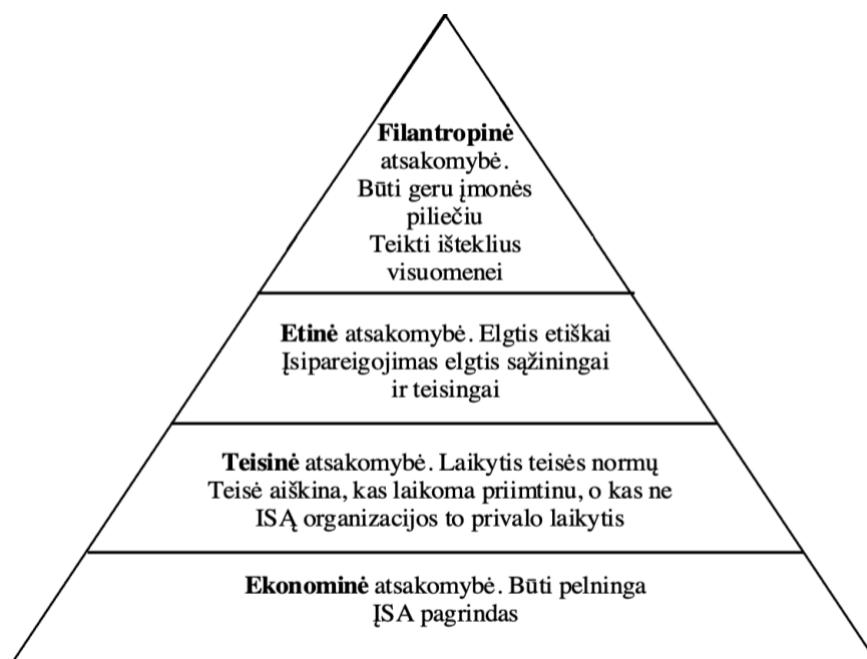 Filantropinė
atsakomybė.
Būti geru įmonės
piliečiu
Teikti išteklius
visuomenei
Etinė atsakomybė. Elgtis etiškai
Įsipareigojimas elgtis sąžiningai
ir teisingai
Teisinė atsakomybė. Laikytis teisės normų
Teisė aiškina, kas laikoma priimtinu, o kas ne
ISĄ organizacijos to privalo laikytis
Ekonominė atsakomybė. Būti pelninga
ĮSA pagrindas